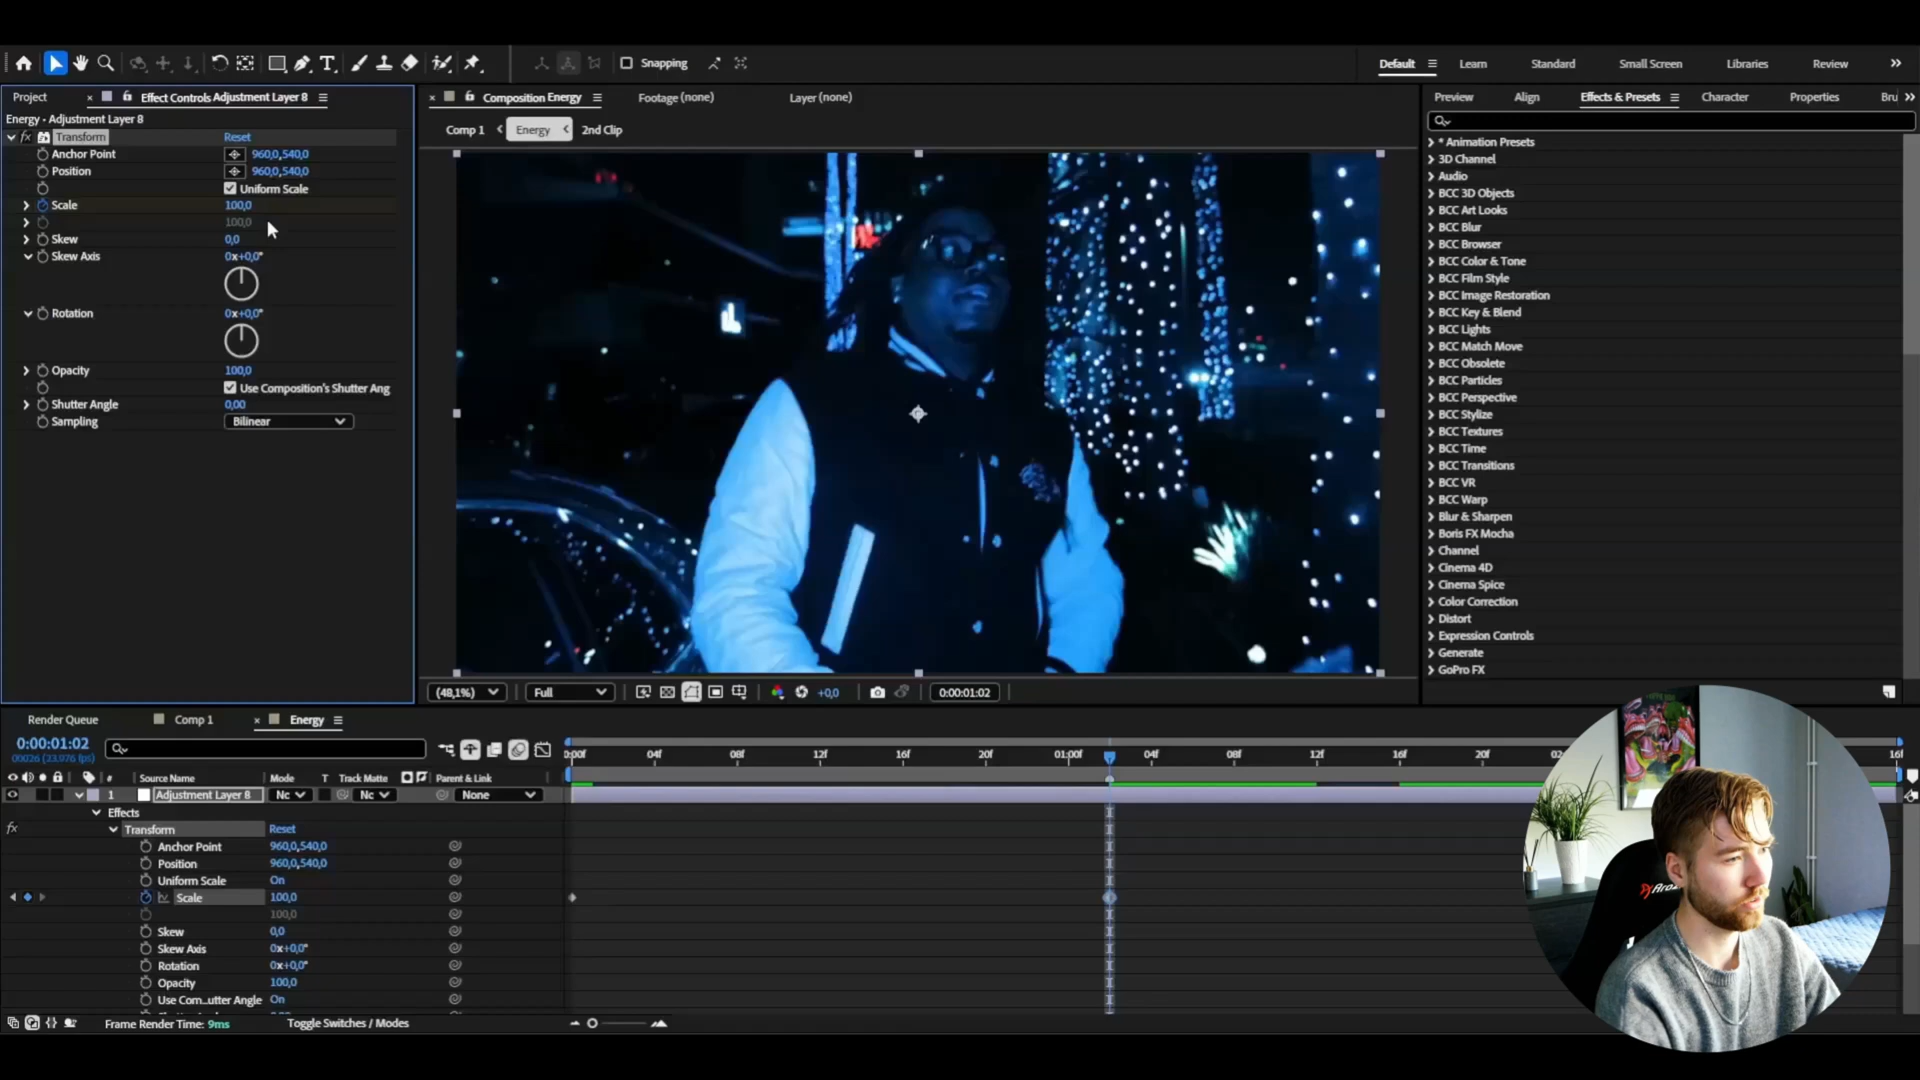 Snapping
Default
Learn
Standard
Small Screen
Libraries
Review
Project
Effect Controls Adjustment Layer 8
Energy • Adjustment Layer 8
fx Transform Reset
Anchor Point 960,0,540,0
Position 960,0,540,0
Uniform Scale
Scale 100,0
100,0
Skew 0,0
Skew Axis 0x+0,0°
Rotation 0x+0,0°
Opacity 100,0
Use Composition's Shutter Ang
Shutter Angle 0,00
Sampling Bilinear
Composition Energy
Footage (none)
Layer (none)
Comp 1
Energy
2nd Clip
(48,1%)
Full
+0,0
0:00:01:02
Preview
Align
Effects & Presets
Character
Properties
Bru
* Animation Presets
3D Channel
Audio
BCC 3D Objects
BCC Art Looks
BCC Blur
BCC Browser
BCC Color & Tone
BCC Film Style
BCC Image Restoration
BCC Key & Blend
BCC Lights
BCC Match Move
BCC Obsolete
BCC Particles
BCC Perspective
BCC Stylize
BCC Textures
BCC Time
BCC Transitions
BCC VR
BCC Warp
Blur & Sharpen
Boris FX Mocha
Channel
Cinema 4D
Cinema Spice
Color Correction
Distort
Expression Controls
Generate
GoPro FX
Render Queue
Comp 1
Energy
0:00:01:02
00026 (23.976 fps)
# Source Name Mode T Track Matte Parent & Link
1 Adjustment Layer 8 Nc Nc None
Effects
fx Transform Reset
Anchor Point 960,0,540,0
Position 960,0,540,0
Uniform Scale On
Scale 100,0
100,0
Skew 0,0
Skew Axis 0x+0,0°
Rotation 0x+0,0°
Opacity 100,0
Use Com...utter Angle On
0:00f 04f 08f 12f 16f 20f 01:00f 04f 08f 12f 16f 20f 16f
Frame Render Time: 9ms
Toggle Switches / Modes